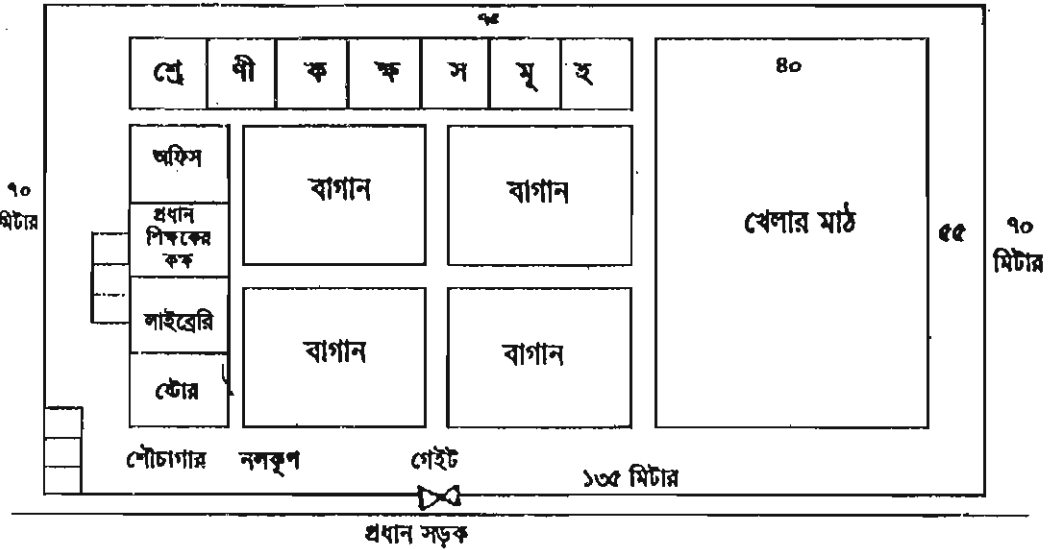 ৭৫
শ্রে ণী ক ক্ষ স মূ হ
৪০
অফিস
বাগান
বাগান
৭০
মিটার
প্রধান
শিক্ষকের
কক্ষ
খেলার মাঠ
৫৫
৭০
মিটার
লাইব্রেরি
বাগান
বাগান
ষ্টোর
শৌচাগার
নলকূপ
গেইট
১৩৫ মিটার
প্রধান সড়ক